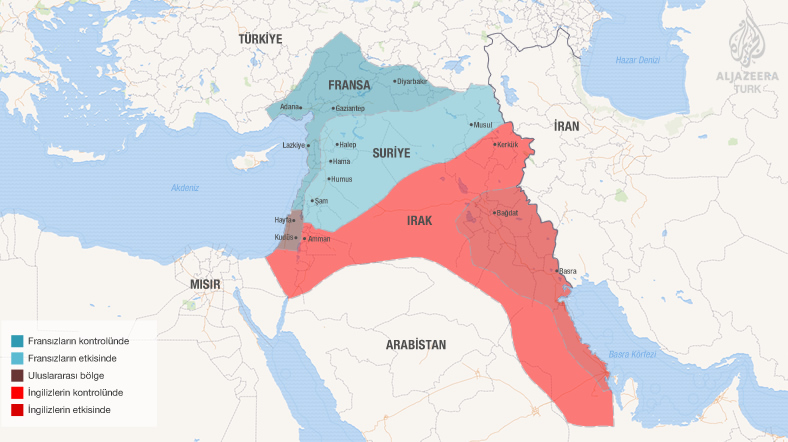 TÜRKİYE
Hazar Denizi
ALJAZEERA
TURK
FRANSA
Diyarbakır
Adana
Gaziantep
Musul
İRAN
Lazkiye
Halep
SURİYE
Kerkük
Hama
Humus
Akdeniz
Şam
Hayfa
IRAK
Bağdat
Kudüs
Amman
Basra
MISIR
ARABİSTAN
Basra Körfezi
Fransızların kontrolünde
Fransızların etkisinde
Uluslararası bölge
İngilizlerin kontrolünde
İngilizlerin etkisinde